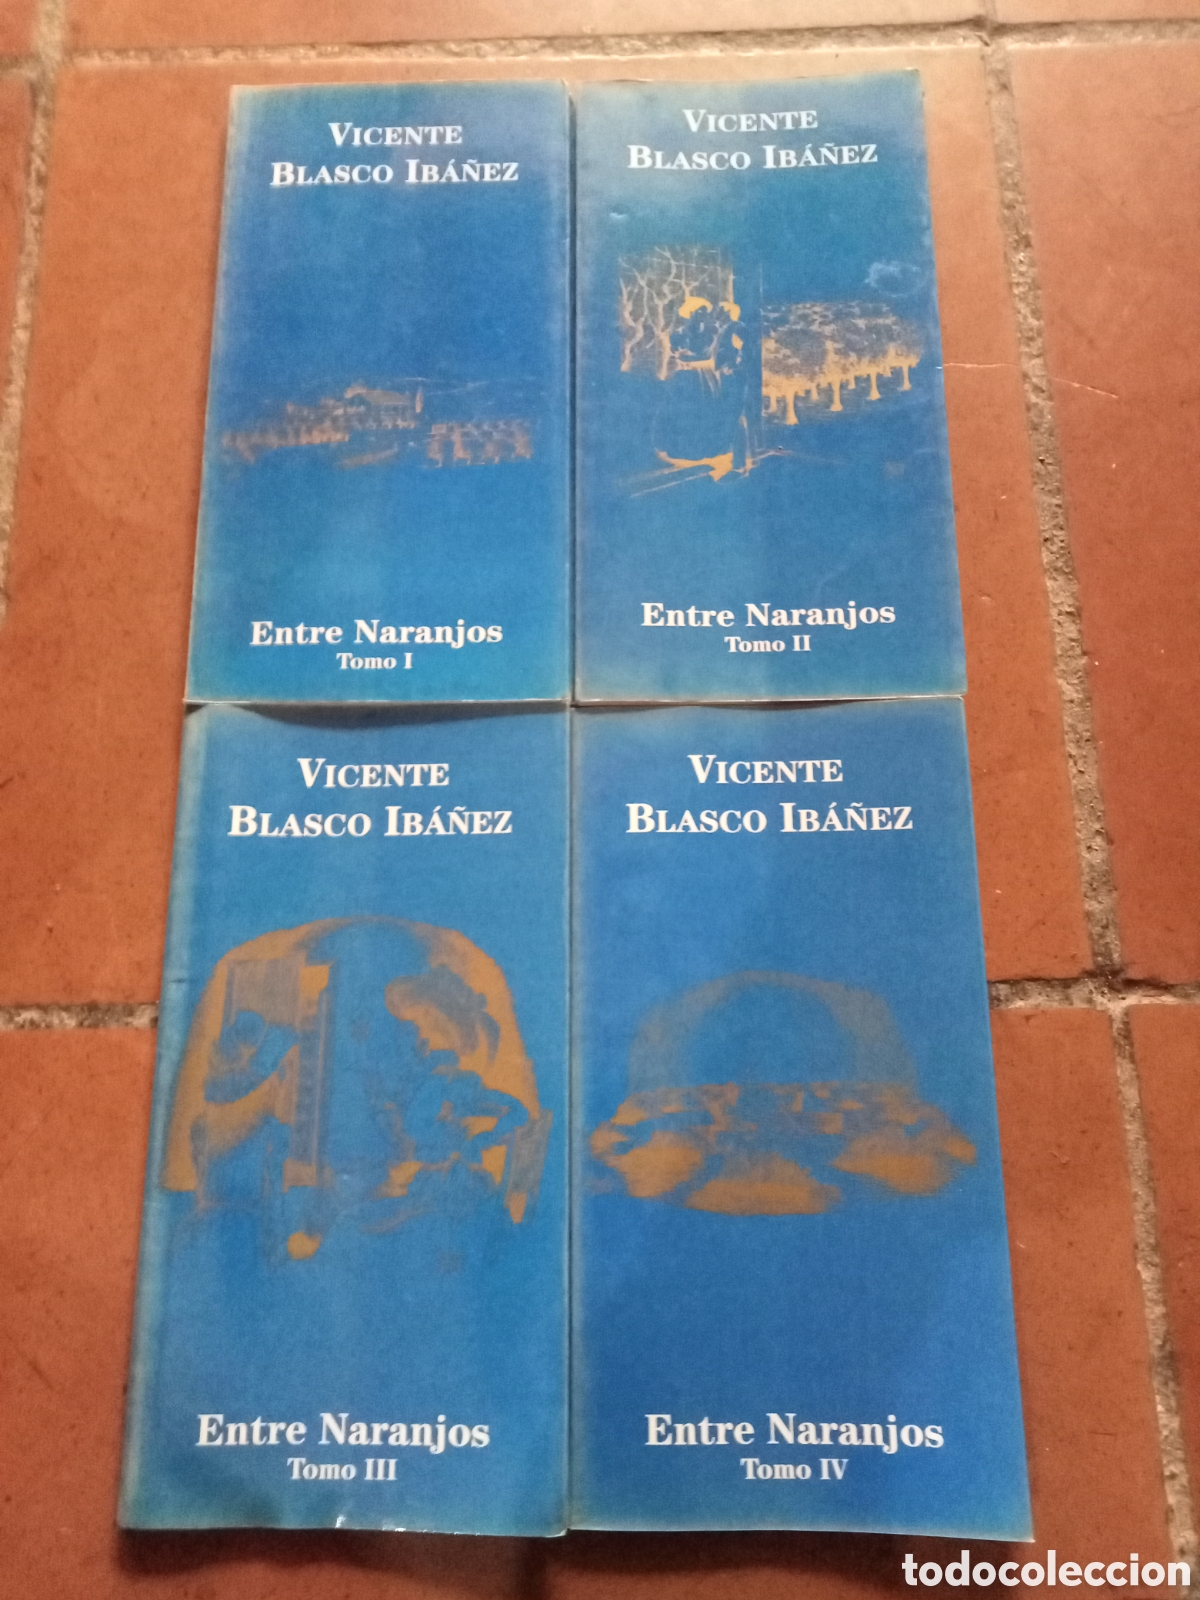 VICENTE
BLASCO IBÁÑEZ
Entre Naranjos
Tomo I
VICENTE
BLASCO IBÁÑEZ
Entre Naranjos
Tomo II
VICENTE
BLASCO IBÁÑEZ
Entre Naranjos
Tomo III
VICENTE
BLASCO IBÁÑEZ
Entre Naranjos
Tomo IV
todocoleccion